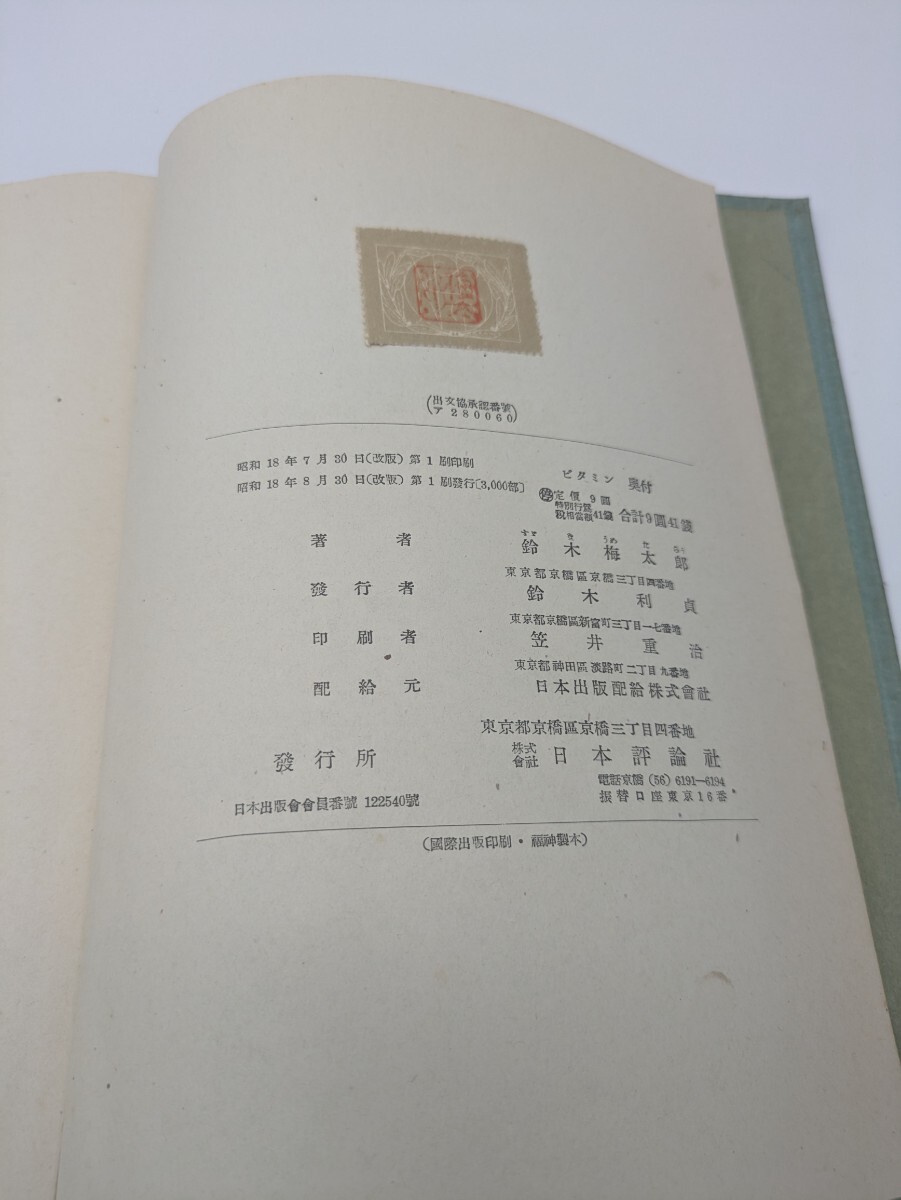 (出文協承認番號
ア280060)
昭和18年7月30日(改版)第1刷印刷
昭和18年8月30日(改版)第1刷發行〔3,000部〕
ビタミン 奥付
定價9圓
特別行爲
税相當額 41錢 合計9圓41錢
著者
すず き うめ た らう
鈴木梅太郎
東京都京橋區京橋三丁目四番地
發行者 鈴木利貞
東京都京橋區新富町三丁目一七番地
印刷者 笠井重治
東京都神田區淡路町二丁目九番地
配給元 日本出版配給株式會社
東京都京橋區京橋三丁目四番地
發行所 株式會社 日本評論社
電話京橋(56)6191—6194
振替口座東京16番
日本出版會會員番號 122540號
(國際出版印刷・福神製本)